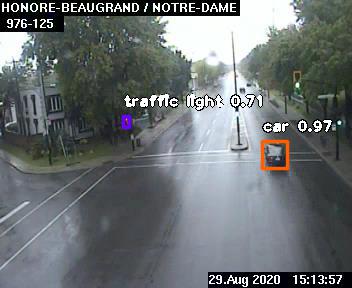 HONORE-BEAUGRAND / NOTRE-DAME
976-125
traffic light 0.71
car 0.97
29.Aug 2020 15:13:57